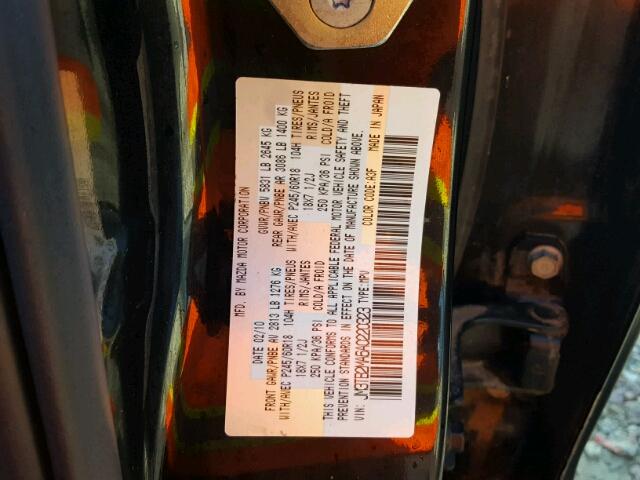 MFD. BY MAZDA MOTOR CORPORATION
DATE 02/10 GVWR/PNBV 5831 LB 2645 KG
FRONT GAWR/PNBE AV 2813 LB 1276 KG REAR GAWR/PNBE AR 3086 LB 1400 KG
WITH/AVEC P245/60R18 104H TIRES/PNEUS WITH/AVEC P245/60R18 104H TIRES/PNEUS
18X7 1/2J RIMS/JANTES 18X7 1/2J RIMS/JANTES
250 KPA/36 PSI COLD/A FROID 250 KPA/36 PSI COLD/A FROID
THIS VEHICLE CONFORMS TO ALL APPLICABLE FEDERAL MOTOR VEHICLE SAFETY AND THEFT
PREVENTION STANDARDS IN EFFECT ON THE DATE OF MANUFACTURE SHOWN ABOVE.
VIN: JM3TB2MA6A0220323 TYPE:MPV COLOR CODE:A3F MADE IN JAPAN